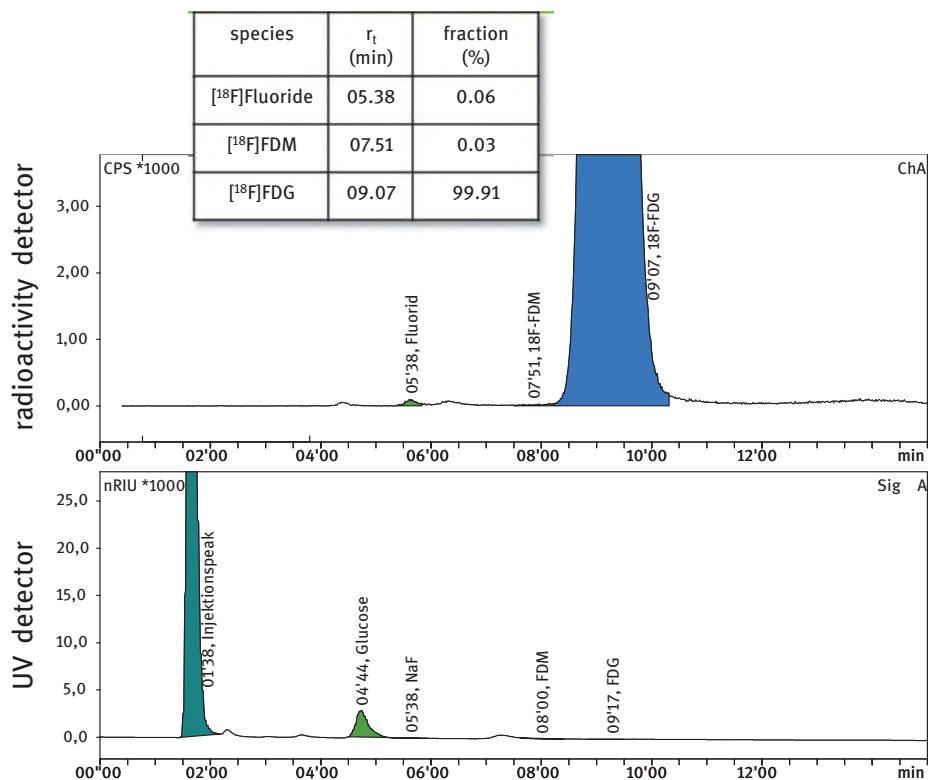 species r<sub>t</sub> (min) fraction (%)
[¹⁸F]Fluoride 05.38 0.06
[¹⁸F]FDM 07.51 0.03
[¹⁸F]FDG 09.07 99.91
radioactivity detector
CPS *1000
ChA
3,00
2,00
1,00
0,00
05'38, Fluorid
07'51, 18F-FDM
09'07, 18F-FDG
00'00 02'00 04'00 06'00 08'00 10'00 12'00 min
UV detector
nRIU *1000
Sig A
25,0
20,0
15,0
10,0
5,0
0,0
01'38, Injektionspeak
04'44, Glucose
05'38, NaF
08'00, FDM
09'17, FDG
00'00 02'00 04'00 06'00 08'00 10'00 12'00 min